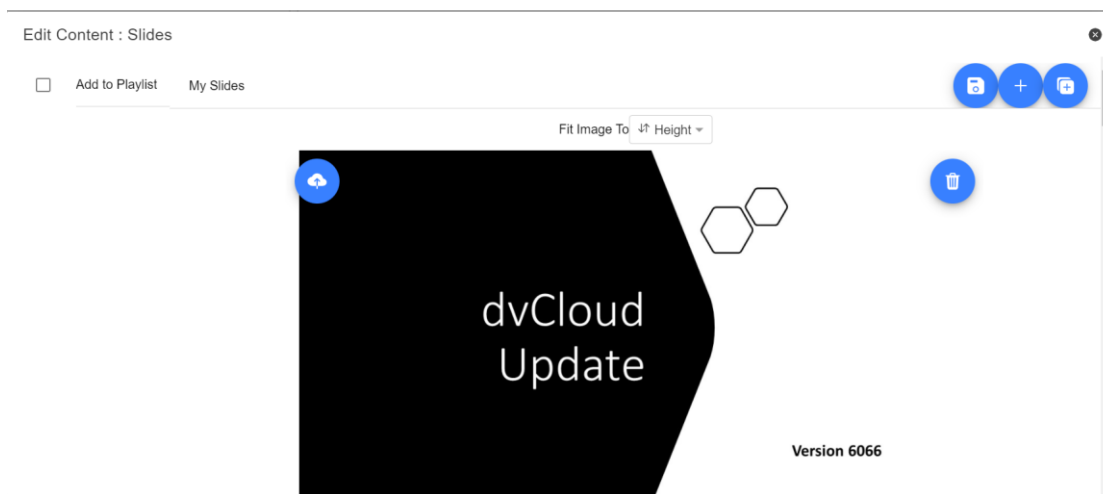 Edit Content : Slides
Add to Playlist My Slides
Fit Image To Height
dvCloud
Update
Version 6066